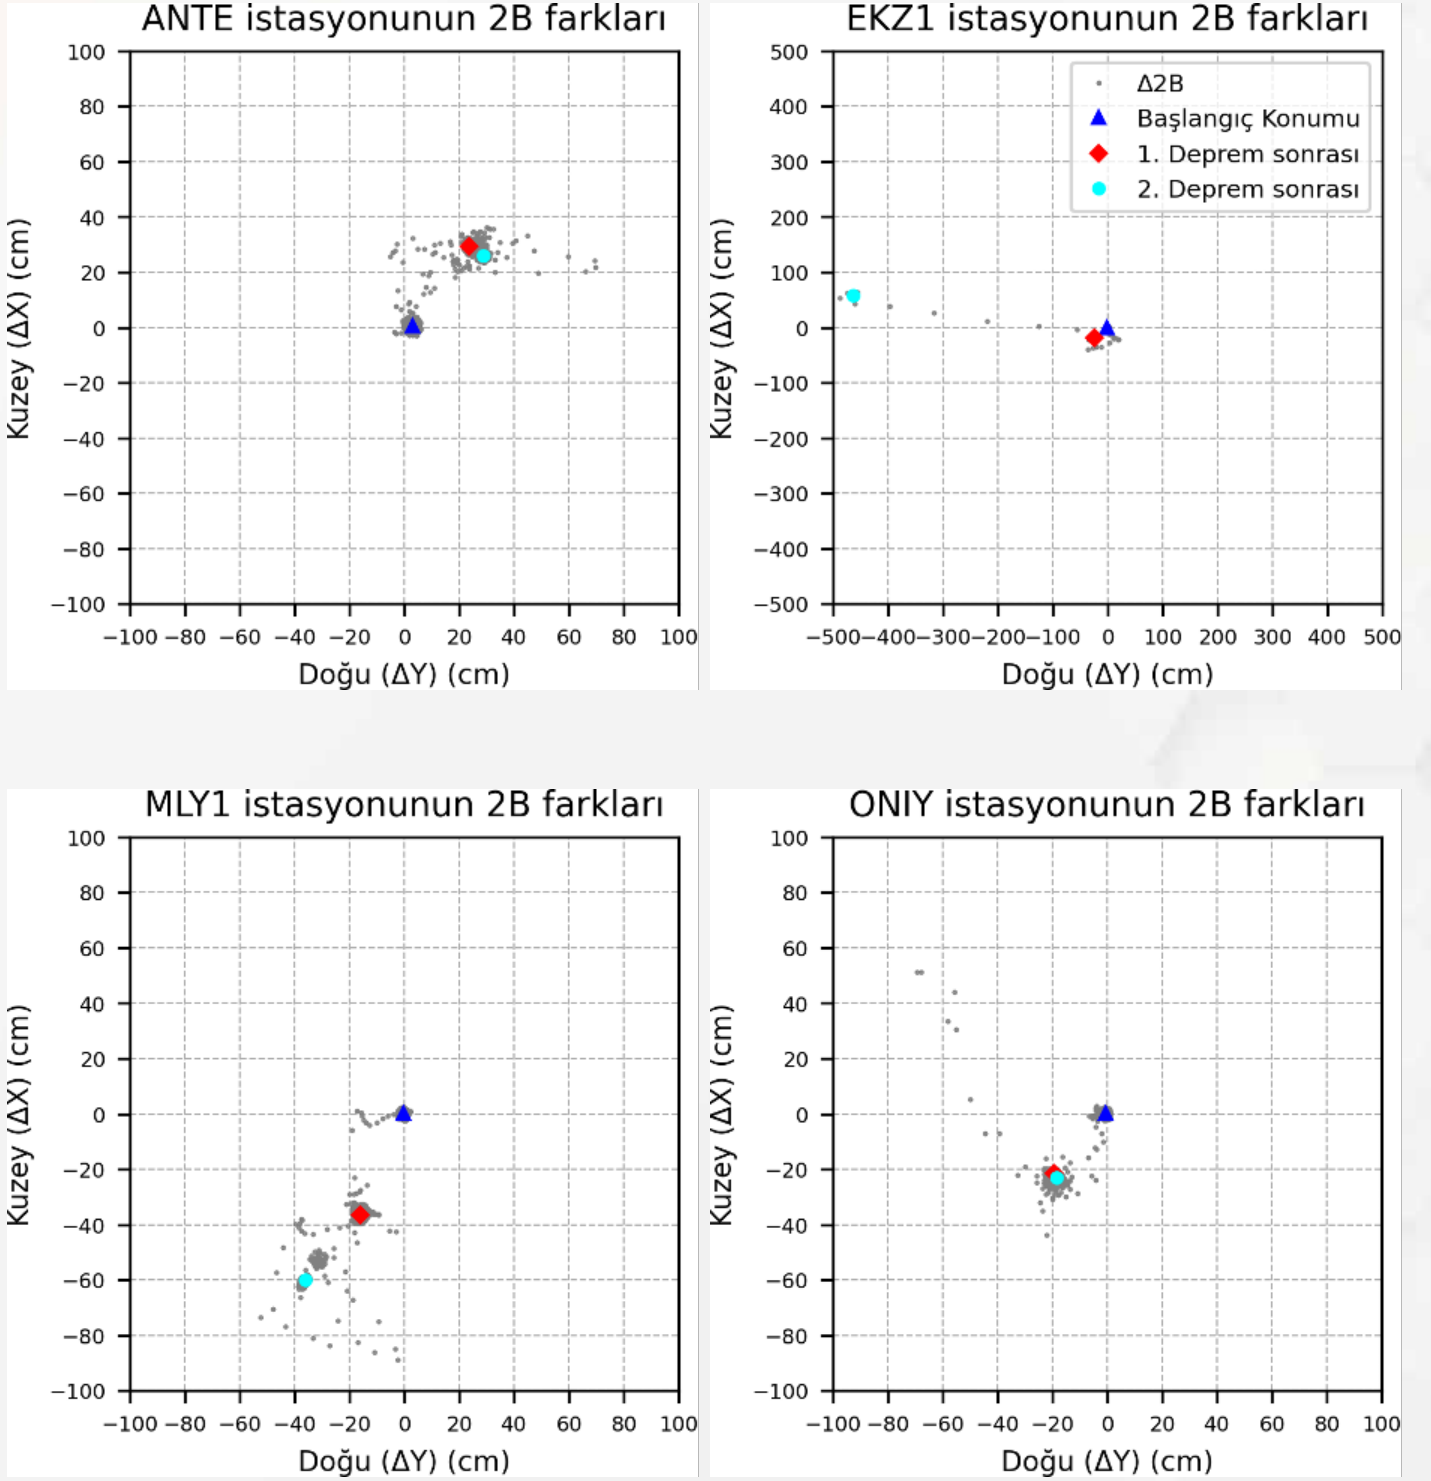 ANTE istasyonunun 2B farkları
100
80
60
40
20
0
−20
−40
−60
−80
−100
Kuzey (ΔX) (cm)
−100 −80 −60 −40 −20 0 20 40 60 80 100
Doğu (ΔY) (cm)
EKZ1 istasyonunun 2B farkları
500
400
300
200
100
0
−100
−200
−300
−400
−500
Kuzey (ΔX) (cm)
Δ2B
Başlangıç Konumu
1. Deprem sonrası
2. Deprem sonrası
−500−400−300−200−100 0 100 200 300 400 500
Doğu (ΔY) (cm)
MLY1 istasyonunun 2B farkları
100
80
60
40
20
0
−20
−40
−60
−80
−100
Kuzey (ΔX) (cm)
−100 −80 −60 −40 −20 0 20 40 60 80 100
Doğu (ΔY) (cm)
ONIY istasyonunun 2B farkları
100
80
60
40
20
0
−20
−40
−60
−80
−100
Kuzey (ΔX) (cm)
−100 −80 −60 −40 −20 0 20 40 60 80 100
Doğu (ΔY) (cm)